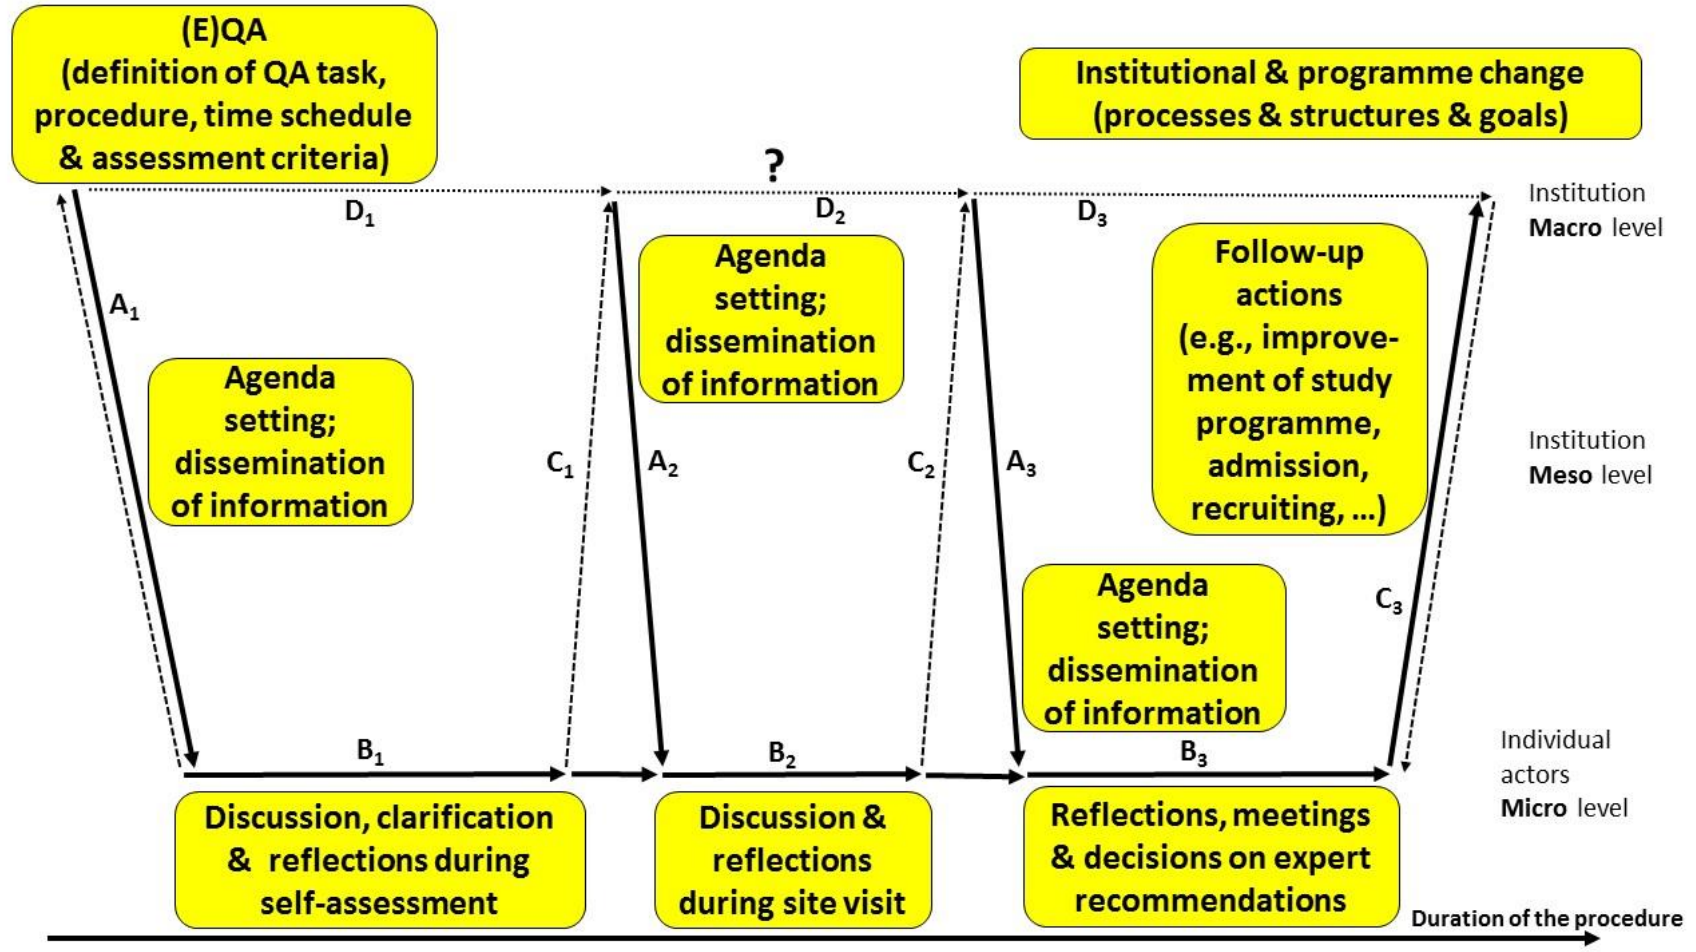 (E)QA
(definition of QA task,
procedure, time schedule
& assessment criteria)
Institutional & programme change
(processes & structures & goals)
?
D₁
D₂
D₃
Institution
Macro level
A₁
Agenda
setting;
dissemination
of information
Agenda
setting;
dissemination
of information
Follow-up
actions
(e.g., improve-
ment of study
programme,
admission,
recruiting, ...)
C₁
A₂
C₂
A₃
Institution
Meso level
Agenda
setting;
dissemination
of information
C₃
B₁
B₂
B₃
Individual
actors
Micro level
Discussion, clarification
& reflections during
self-assessment
Discussion &
reflections
during site visit
Reflections, meetings
& decisions on expert
recommendations
Duration of the procedure